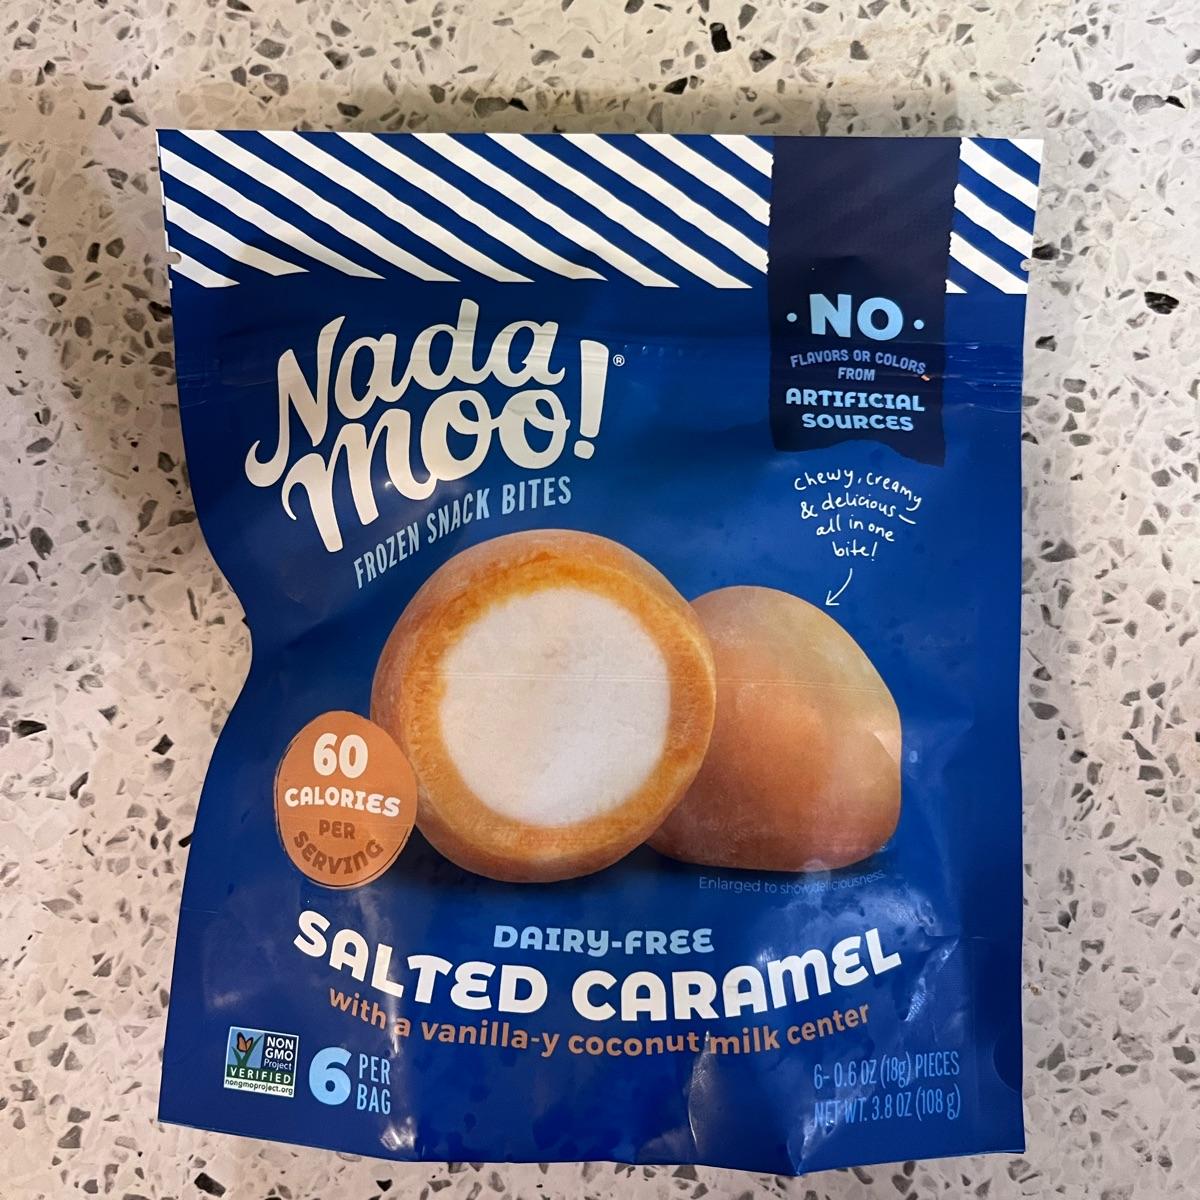 Nada
moo!®
FROZEN SNACK BITES
• NO •
FLAVORS OR COLORS
FROM
ARTIFICIAL
SOURCES
chewy, creamy
& delicious—
all in one
bite!
60
CALORIES
PER
SERVING
Enlarged to show deliciousness.
DAIRY-FREE
SALTED CARAMEL
with a vanilla-y coconut milk center
NON
GMO
Project
VERIFIED
nongmoproject.org
6 PER
BAG
6- 0.6 OZ (18g) PIECES
NET WT. 3.8 OZ (108 g)